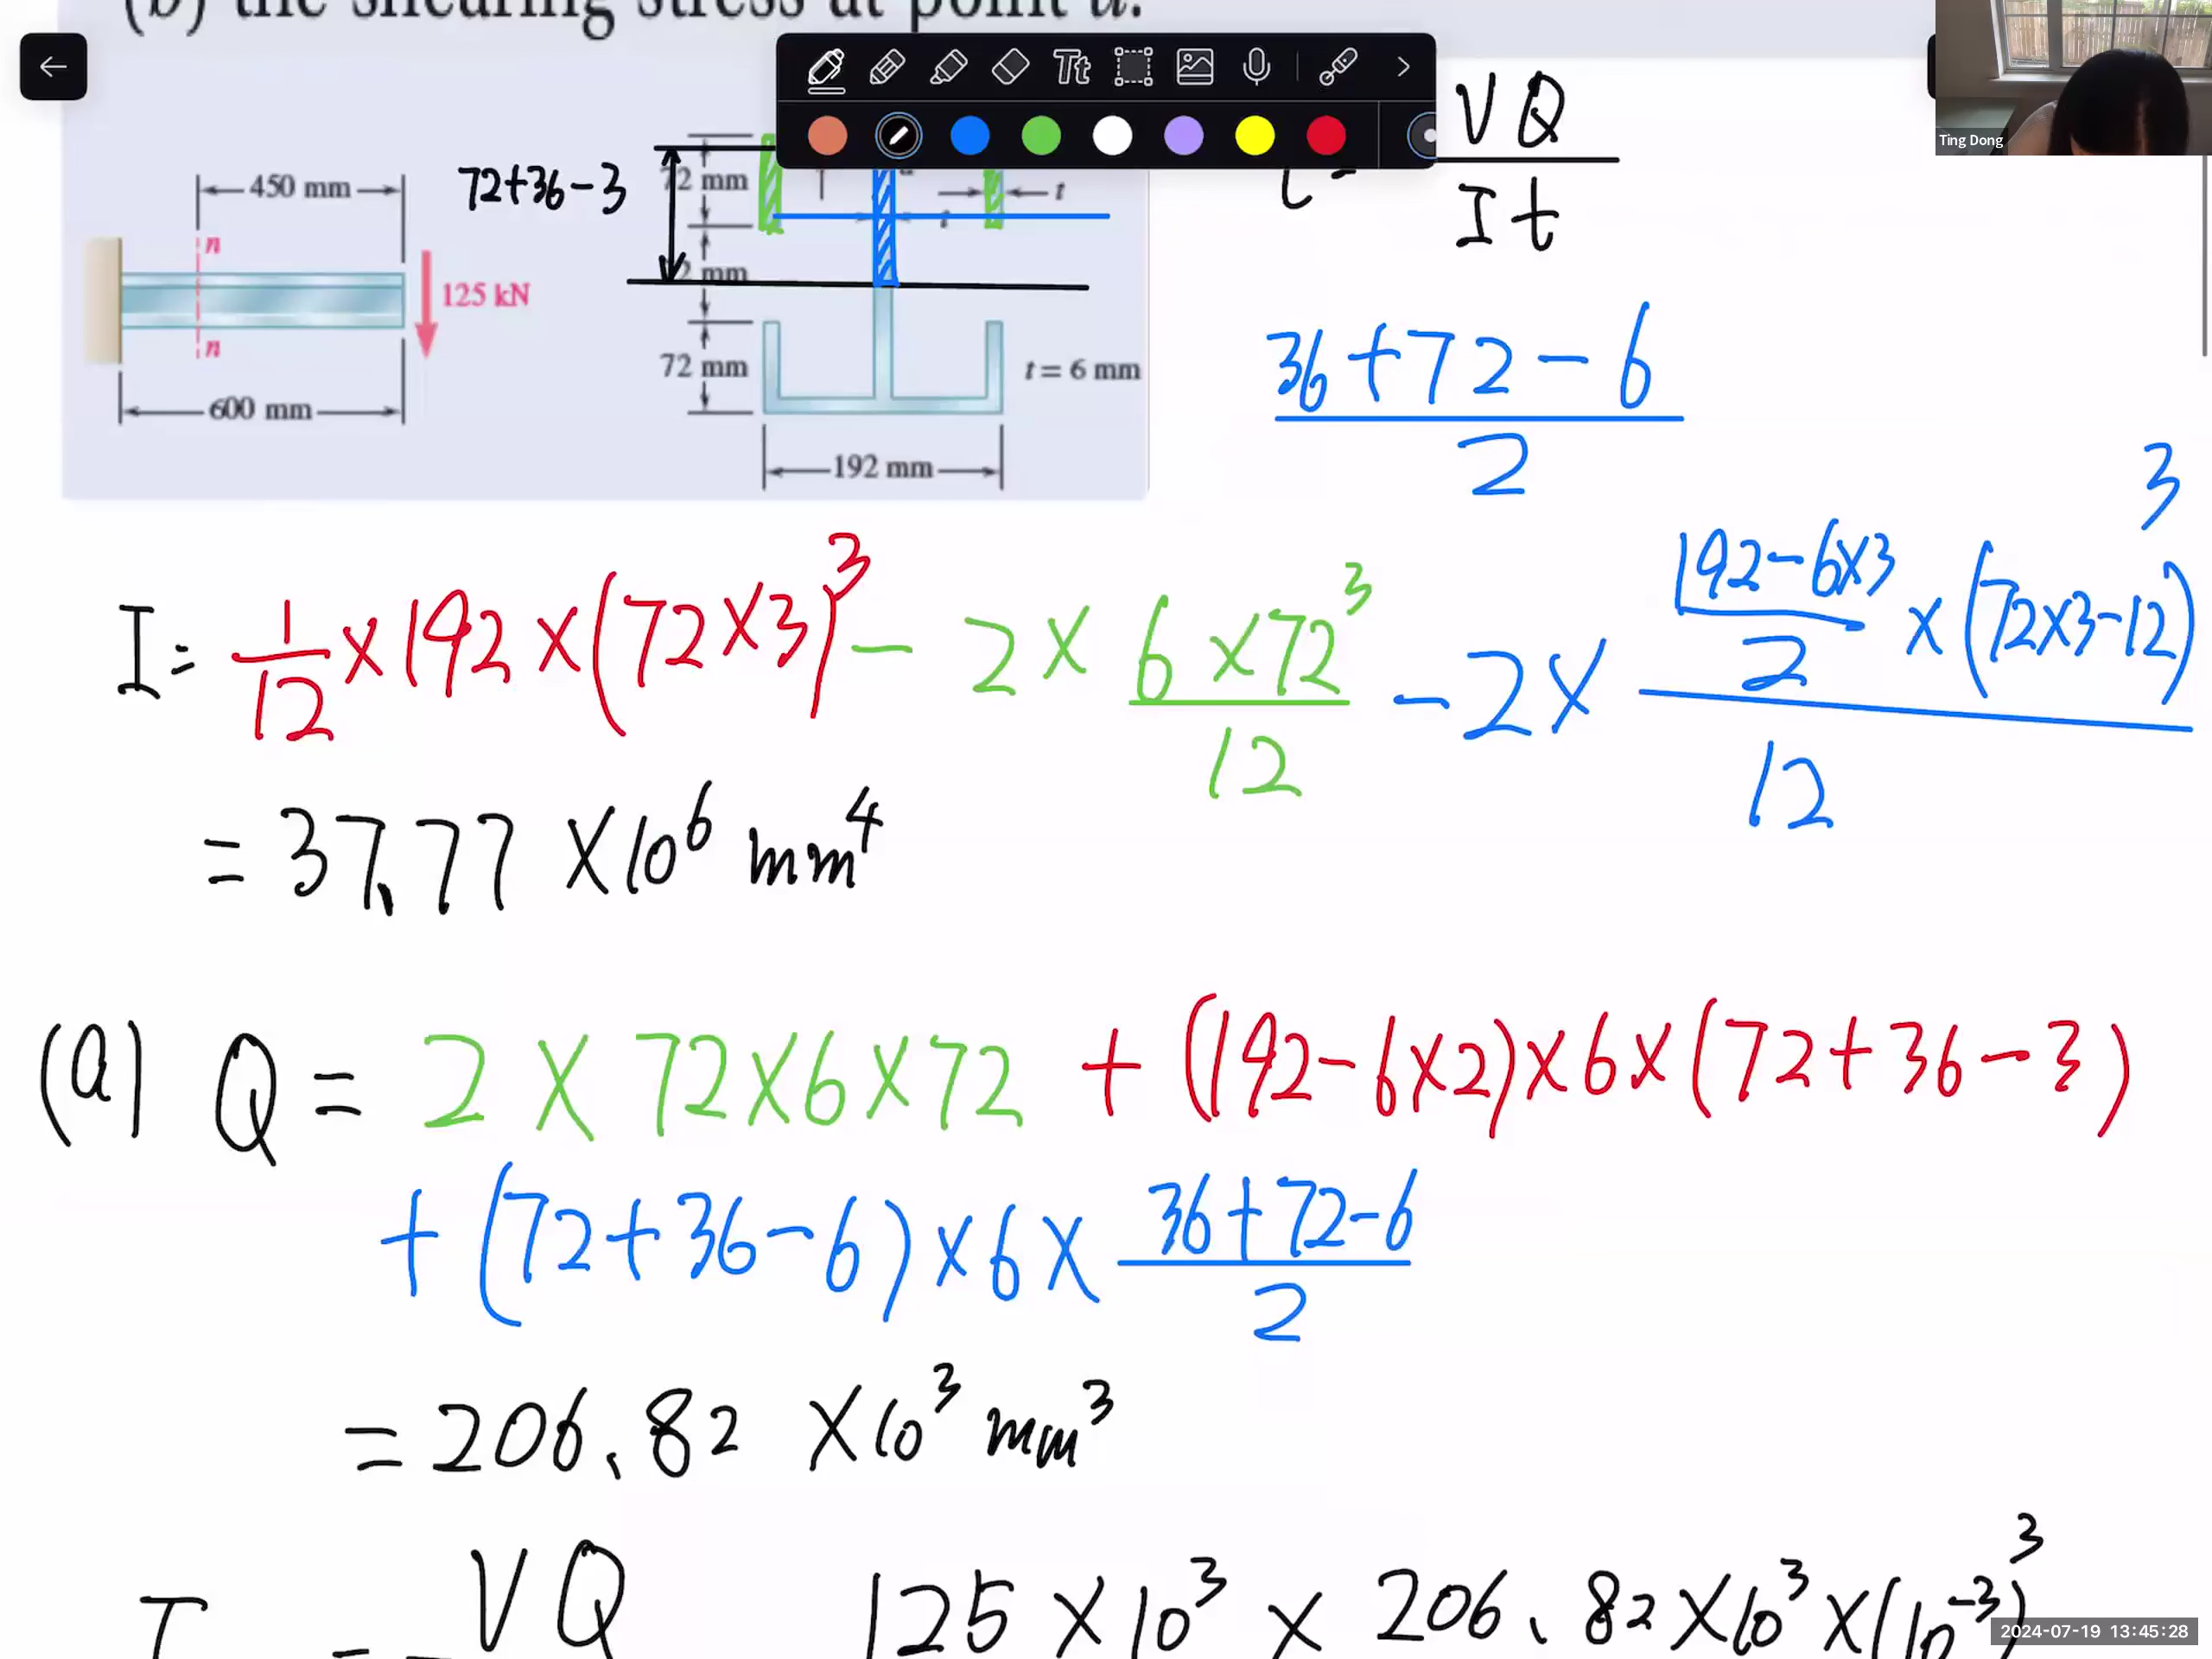 (b) the shearing stress at point a.
Tt
Ting Dong
τ = VQ / It
72+36-3
72 mm
t
t
450 mm
n
n
125 kN
600 mm
2 mm
72 mm
t = 6 mm
192 mm
36+72-6 / 2
I = 1/12 × 192 × (72×3)³ - 2 × 6×72³ / 12 - 2 × (192-6×3)/2 × (72×3-12)³ / 12
= 37.77 ×10⁶ mm⁴
(a) Q = 2 × 72×6×72 + (192-6×2)×6×(72+36-3)
+ (72+36-6)×6× 36+72-6 / 2
= 206.82 ×10³ mm³
VQ
= 125 ×10³ × 206.82×10³×(10⁻³)³
2024-07-19 13:45:28